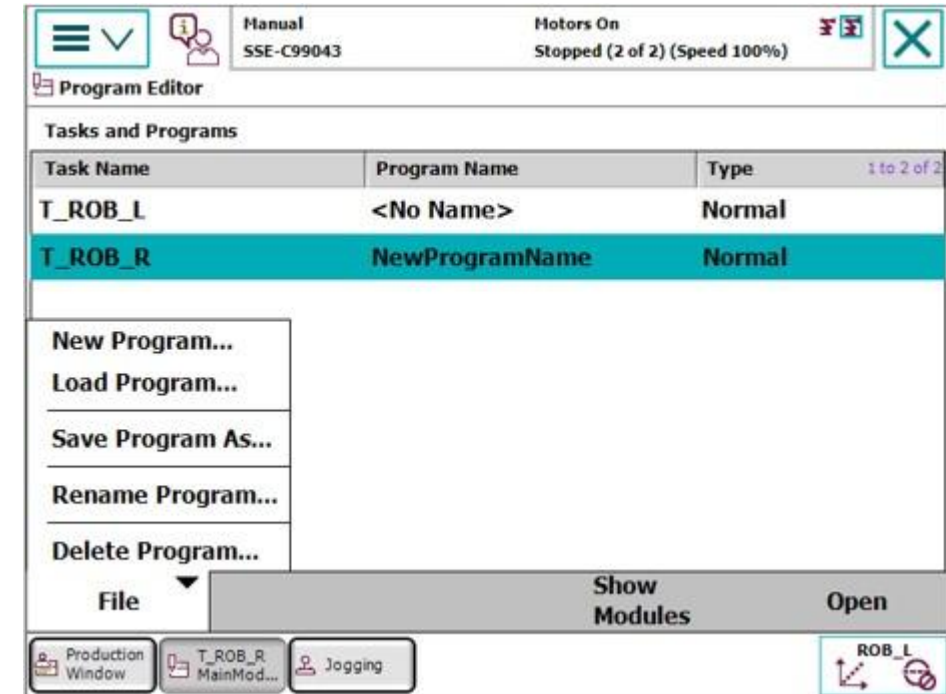 Manual
SSE-C99043
Motors On
Stopped (2 of 2) (Speed 100%)
Program Editor
Tasks and Programs
Task Name Program Name Type 1 to 2 of 2
T_ROB_L <No Name> Normal
T_ROB_R NewProgramName Normal
New Program...
Load Program...
Save Program As...
Rename Program...
Delete Program...
File
Show
Modules
Open
Production
Window
T_ROB_R
MainMod...
Jogging
ROB_L